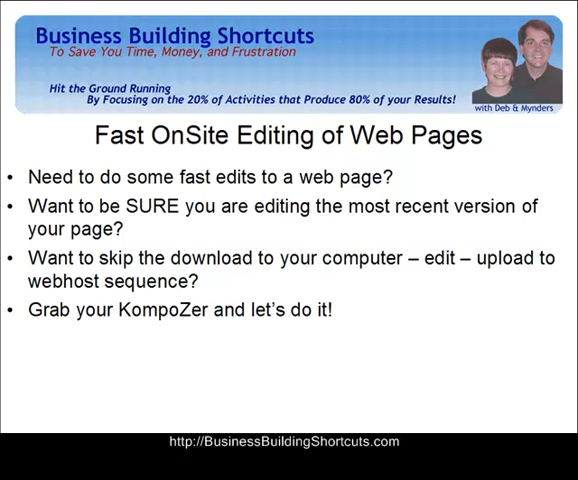 Business Building Shortcuts
To Save You Time, Money, and Frustration
Hit the Ground Running
By Focusing on the 20% of Activities that Produce 80% of your Results!
with Deb & Mynders
Fast OnSite Editing of Web Pages
• Need to do some fast edits to a web page?
• Want to be SURE you are editing the most recent version of
your page?
• Want to skip the download to your computer – edit – upload to
webhost sequence?
• Grab your KompoZer and let's do it!
http://BusinessBuildingShortcuts.com